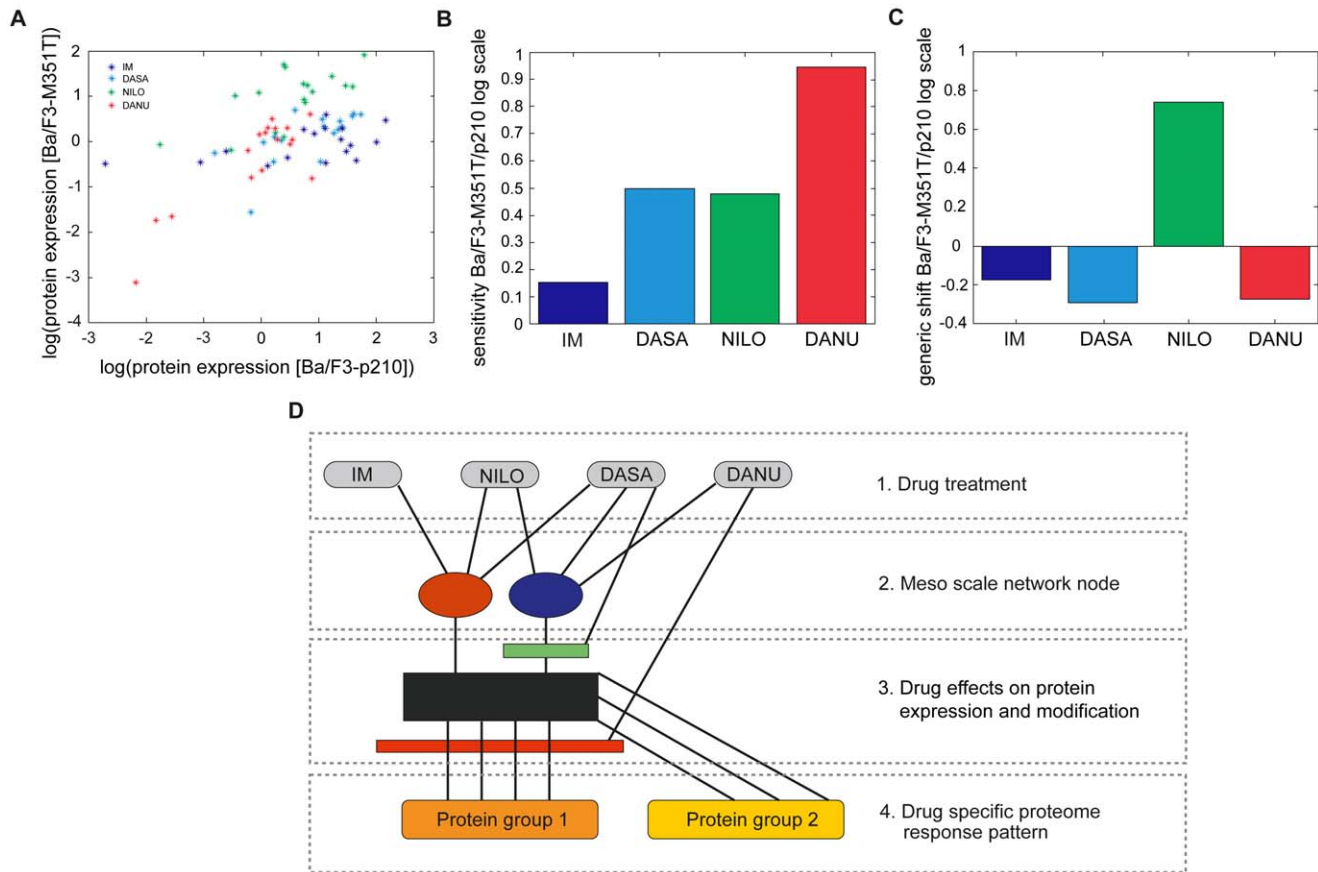 A
log(protein expression [Ba/F3-M351T])
2
1
0
-1
-2
-3
-4
IM
DASA
NILO
DANU
-3 -2 -3 0 1 2 3
log(protein expression [Ba/F3-p210])
B
sensitivity Ba/F3-M351T/p210 log scale
1
0.9
0.8
0.7
0.6
0.5
0.4
0.3
0.2
0.1
0
IM DASA NILO DANU
C
generic shift Ba/F3-M351T/p210 log scale
1
0.8
0.6
0.4
0.2
0
-0.2
-0.4
IM DASA NILO DANU
D
IM NILO DASA DANU
1. Drug treatment
2. Meso scale network node
3. Drug effects on protein
expression and modification
Protein group 1 Protein group 2
4. Drug specific proteome
response pattern